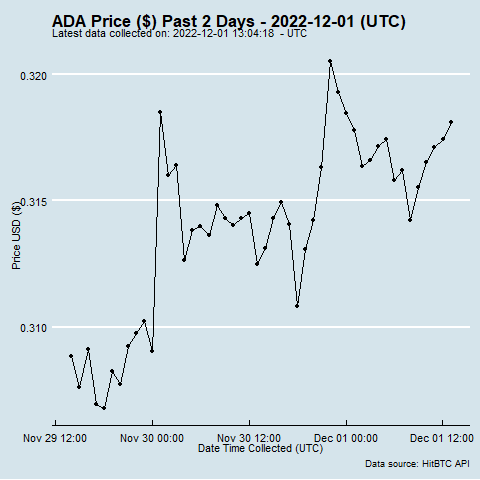 ADA Price ($) Past 2 Days - 2022-12-01 (UTC)
Latest data collected on: 2022-12-01 13:04:18 - UTC
0.320
0.315
0.310
Price USD ($)
Nov 29 12:00 Nov 30 00:00 Nov 30 12:00 Dec 01 00:00 Dec 01 12:00
Date Time Collected (UTC)
Data source: HitBTC API